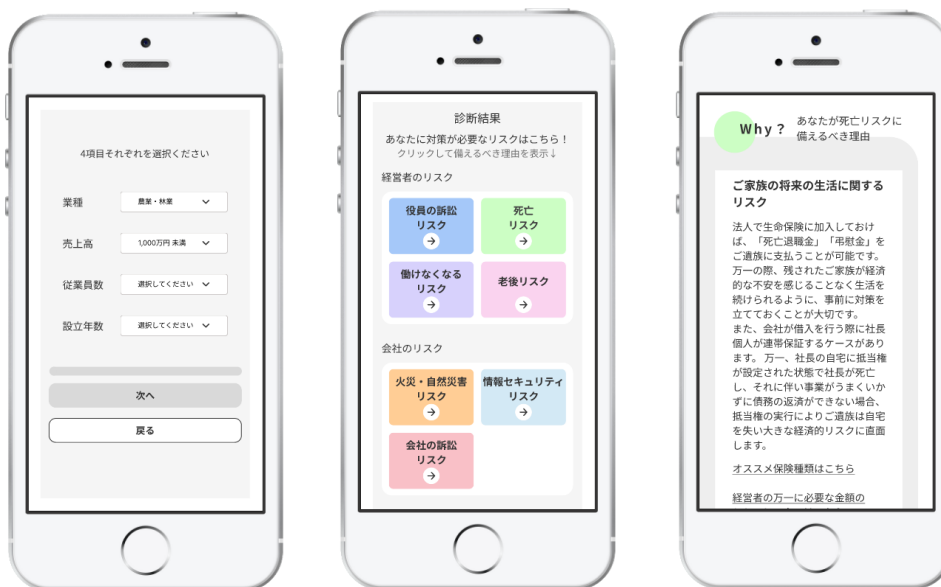 4項目それぞれを選択ください
業種
農業・林業
売上高
1,000万円 未満
従業員数
選択してください
設立年数
選択してください
次へ
戻る
診断結果
あなたに対策が必要なリスクはこちら！
クリックして備えるべき理由を表示↓
経営者のリスク
役員の訴訟
リスク
死亡
リスク
働けなくなる
リスク
老後リスク
会社のリスク
火災・自然災害
リスク
情報セキュリティ
リスク
会社の訴訟
リスク
Why？
あなたが死亡リスクに
備えるべき理由
ご家族の将来の生活に関する
リスク
法人で生命保険に加入しておけ
ば、「死亡退職金」「弔慰金」を
ご遺族に支払うことが可能です。
万一の際、残されたご家族が経済
的な不安を感じることなく生活を
続けられるように、事前に対策を
立てておくことが大切です。
また、会社が借入を行う際に社長
個人が連帯保証するケースがあり
ます。 万一、社長の自宅に抵当権
が設定された状態で社長が死亡
し、それに伴い事業がうまくいか
ずに債務の返済ができない場合、
抵当権の実行によりご遺族は自宅
を失い大きな経済的リスクに直面
します。
オススメ保険種類はこちら
経営者の万一に必要な金額の